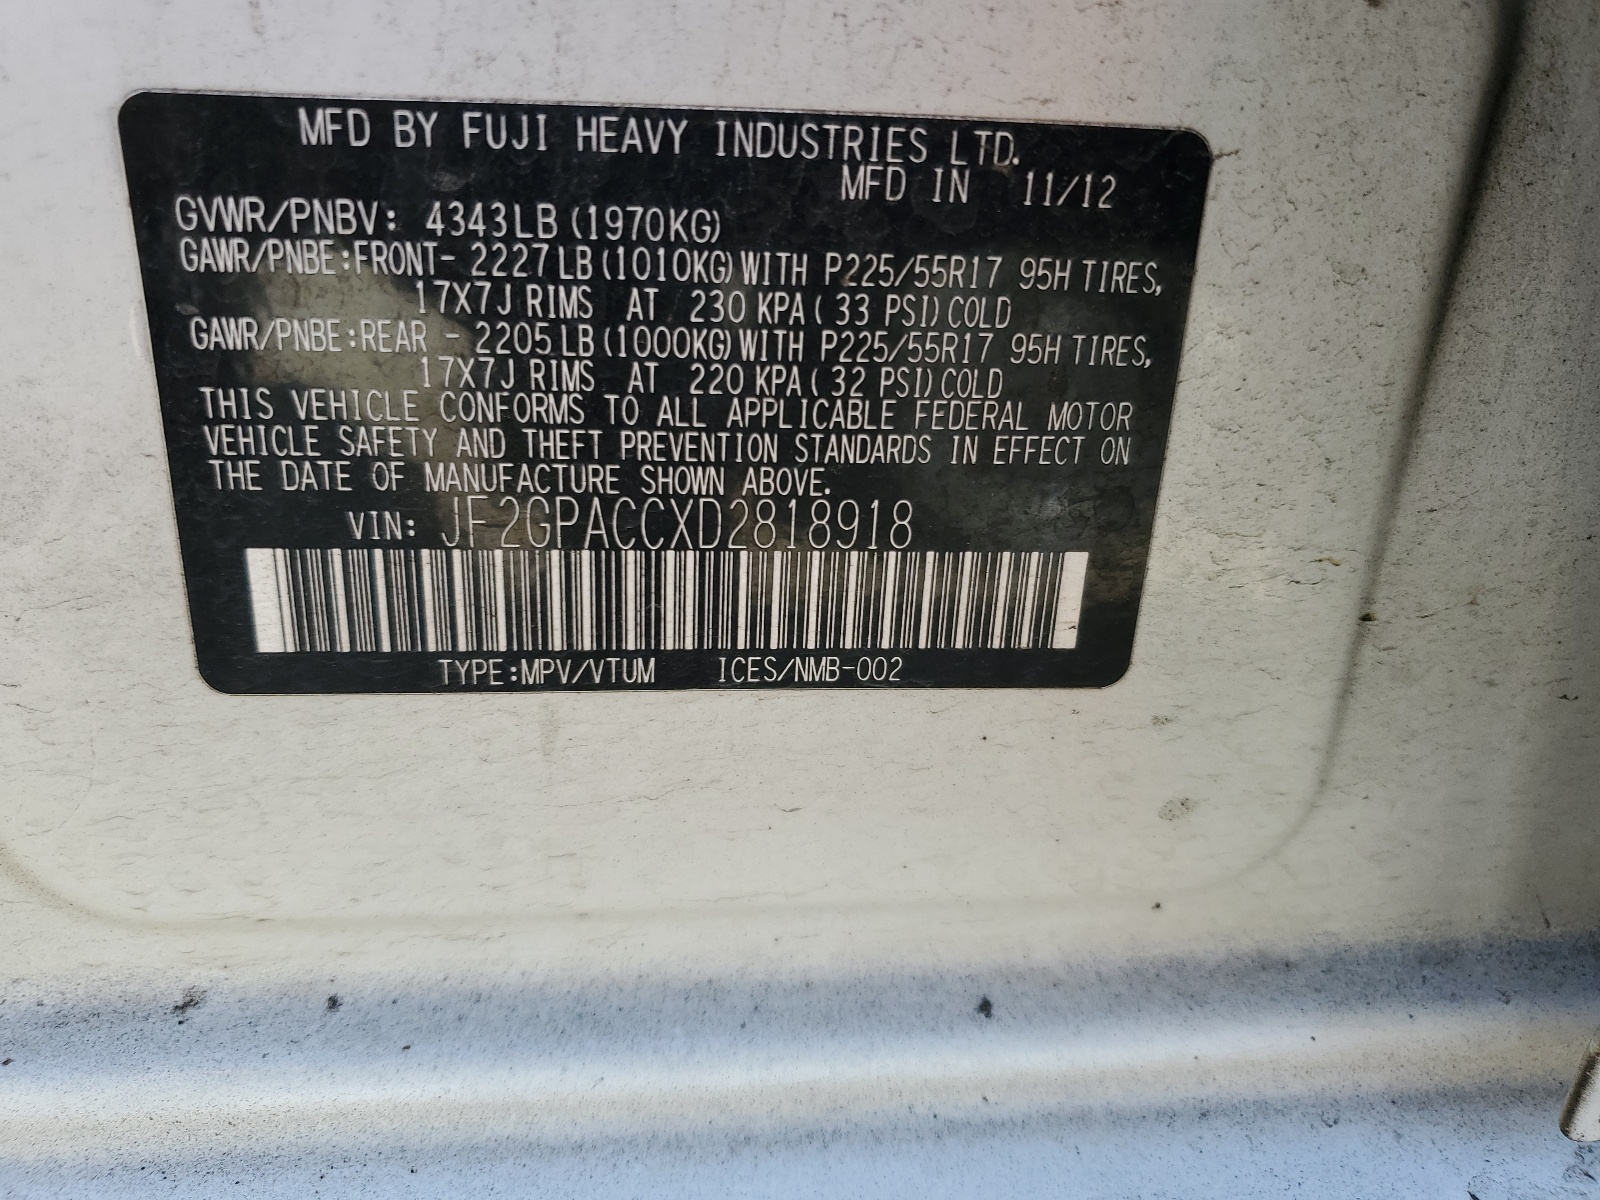 MFD BY FUJI HEAVY INDUSTRIES LTD.
MFD IN 11/12
GVWR/PNBV: 4343LB (1970KG)
GAWR/PNBE:FRONT- 2227LB (1010KG) WITH P225/55R17 95H TIRES,
17X7J RIMS AT 230 KPA ( 33 PSI) COLD
GAWR/PNBE:REAR - 2205LB (1000KG) WITH P225/55R17 95H TIRES,
17X7J RIMS AT 220 KPA ( 32 PSI) COLD
THIS VEHICLE CONFORMS TO ALL APPLICABLE FEDERAL MOTOR
VEHICLE SAFETY AND THEFT PREVENTION STANDARDS IN EFFECT ON
THE DATE OF MANUFACTURE SHOWN ABOVE.
VIN: JF2GPACCXD2818918
TYPE:MPV/VTUM ICES/NMB-002